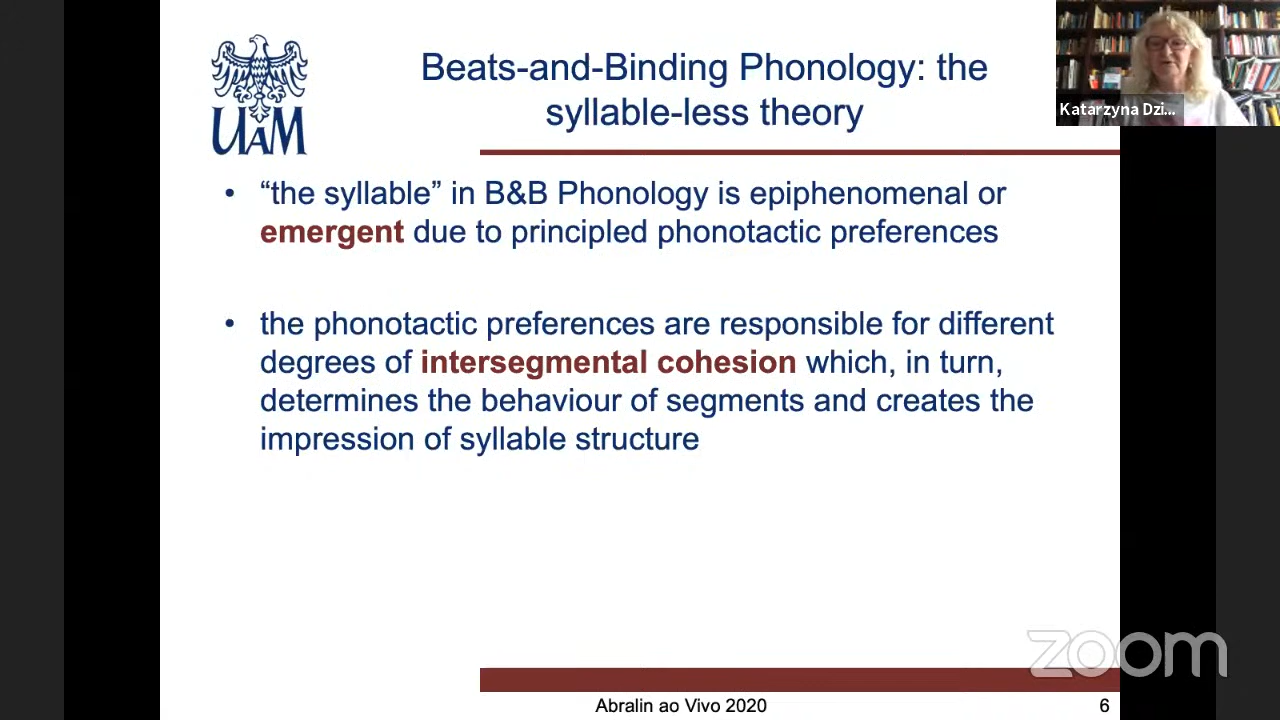 Beats-and-Binding Phonology: the
syllable-less theory
Katarzyna Dzi...
UAM
• “the syllable” in B&B Phonology is epiphenomenal or
emergent due to principled phonotactic preferences
• the phonotactic preferences are responsible for different
degrees of intersegmental cohesion which, in turn,
determines the behaviour of segments and creates the
impression of syllable structure
zoom
Abralin ao Vivo 2020
6